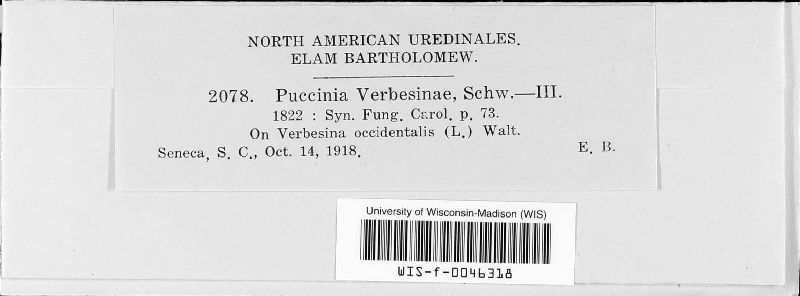 NORTH AMERICAN UREDINALES.
ELAM BARTHOLOMEW.
2078. Puccinia Verbesinae, Schw.—III.
1822 : Syn. Fung. Carol. p. 73.
On Verbesina occidentalis (L.) Walt.
Seneca, S. C., Oct. 14, 1918. E. B.
University of Wisconsin-Madison (WIS)
WIS-f-0046318